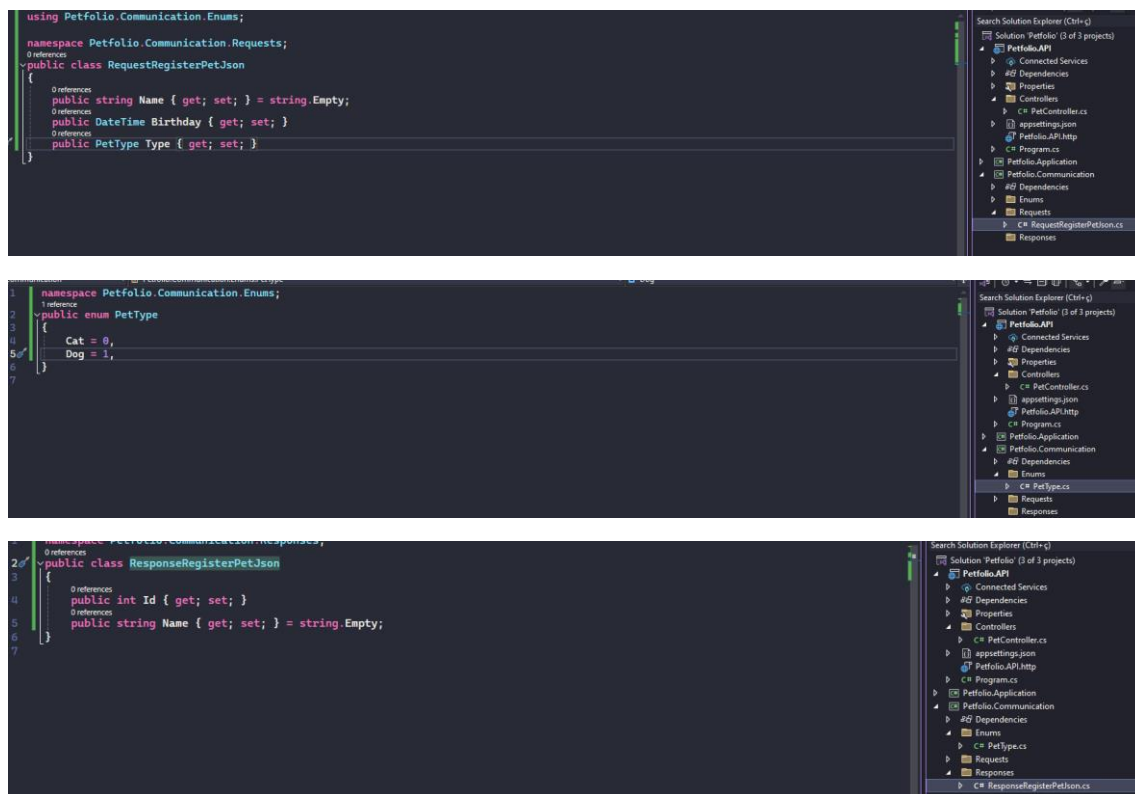 using Petfolio.Communication.Enums;
namespace Petfolio.Communication.Requests;
0 references
public class RequestRegisterPetJson
{
0 references
public string Name { get; set; } = string.Empty;
0 references
public DateTime Birthday { get; set; }
0 references
public PetType Type { get; set; }
}
Search Solution Explorer (Ctrl+ç)
Solution 'Petfolio' (3 of 3 projects)
Petfolio.API
Connected Services
Dependencies
Properties
Controllers
C# PetController.cs
appsettings.json
Petfolio.API.http
C# Program.cs
Petfolio.Application
Petfolio.Communication
Dependencies
Enums
Requests
C# RequestRegisterPetJson.cs
Responses
1 namespace Petfolio.Communication.Enums;
1 reference
2 public enum PetType
3 {
4 Cat = 0,
5 Dog = 1,
6 }
7
Search Solution Explorer (Ctrl+ç)
Solution 'Petfolio' (3 of 3 projects)
Petfolio.API
Connected Services
Dependencies
Properties
Controllers
C# PetController.cs
appsettings.json
Petfolio.API.http
C# Program.cs
Petfolio.Application
Petfolio.Communication
Dependencies
Enums
C# PetType.cs
Requests
Responses
namespace Petfolio.Communication.Responses;
0 references
2 public class ResponseRegisterPetJson
3 {
0 references
4 public int Id { get; set; }
0 references
5 public string Name { get; set; } = string.Empty;
6 }
7
Search Solution Explorer (Ctrl+ç)
Solution 'Petfolio' (3 of 3 projects)
Petfolio.API
Connected Services
Dependencies
Properties
Controllers
C# PetController.cs
appsettings.json
Petfolio.API.http
C# Program.cs
Petfolio.Application
Petfolio.Communication
Dependencies
Enums
C# PetType.cs
Requests
Responses
C# ResponseRegisterPetJson.cs